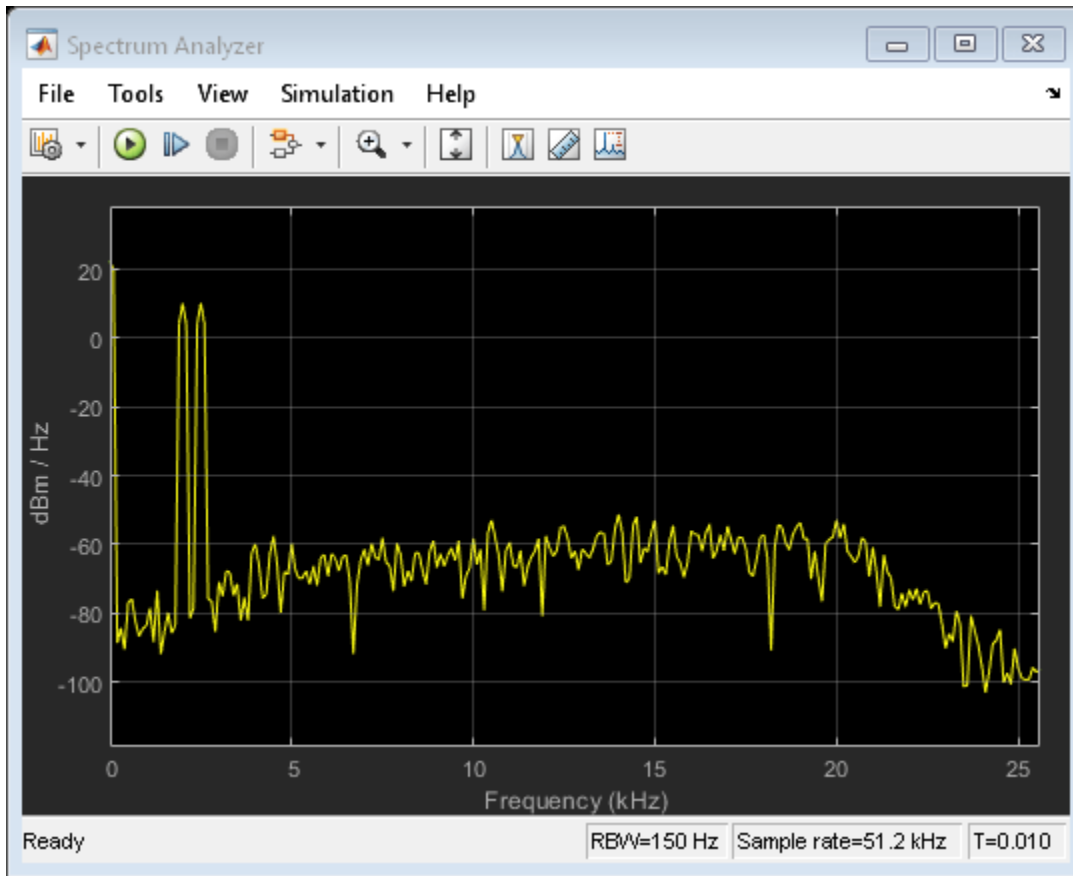 Spectrum Analyzer
File Tools View Simulation Help
20
0
-20
-40
-60
-80
-100
dBm / Hz
0 5 10 15 20 25
Frequency (kHz)
Ready RBW=150 Hz Sample rate=51.2 kHz T=0.010